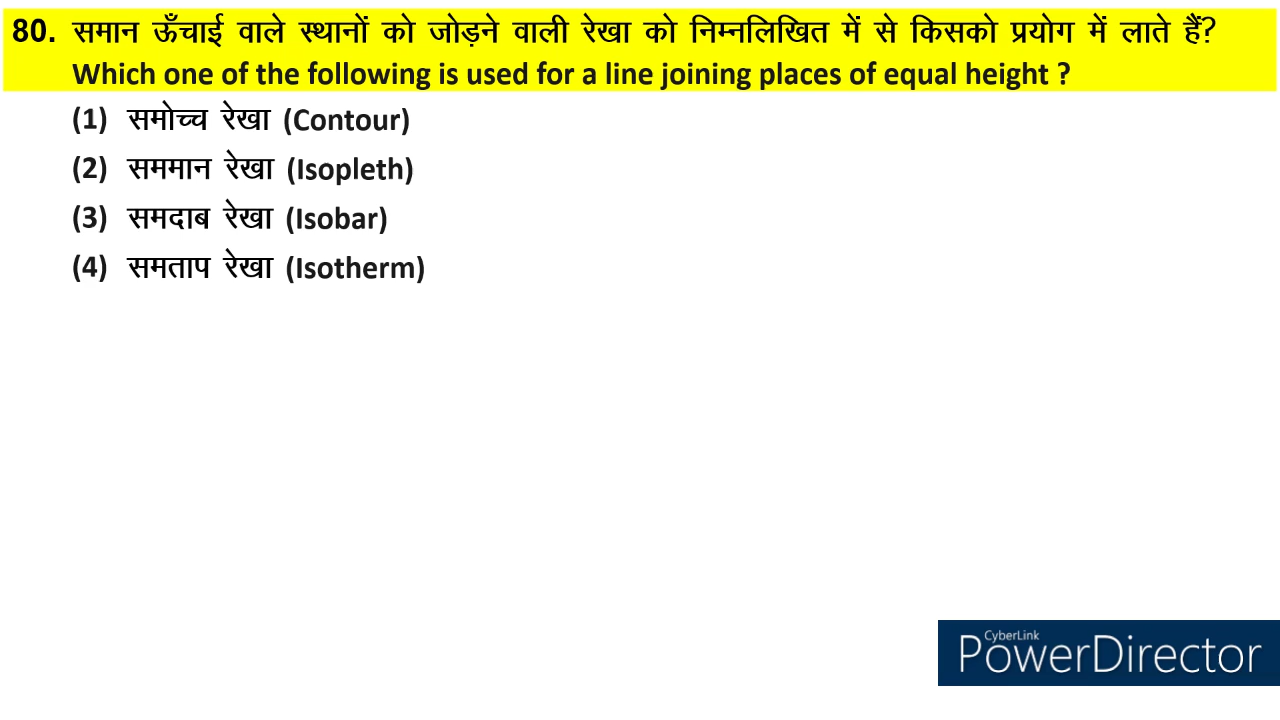 80. समान ऊँचाई वाले स्थानों को जोड़ने वाली रेखा को निम्नलिखित में से किसको प्रयोग में लाते हैं?
Which one of the following is used for a line joining places of equal height ?
(1) समोच्च रेखा (Contour)
(2) सममान रेखा (Isopleth)
(3) समदाब रेखा (Isobar)
(4) समताप रेखा (Isotherm)
CyberLink
PowerDirector